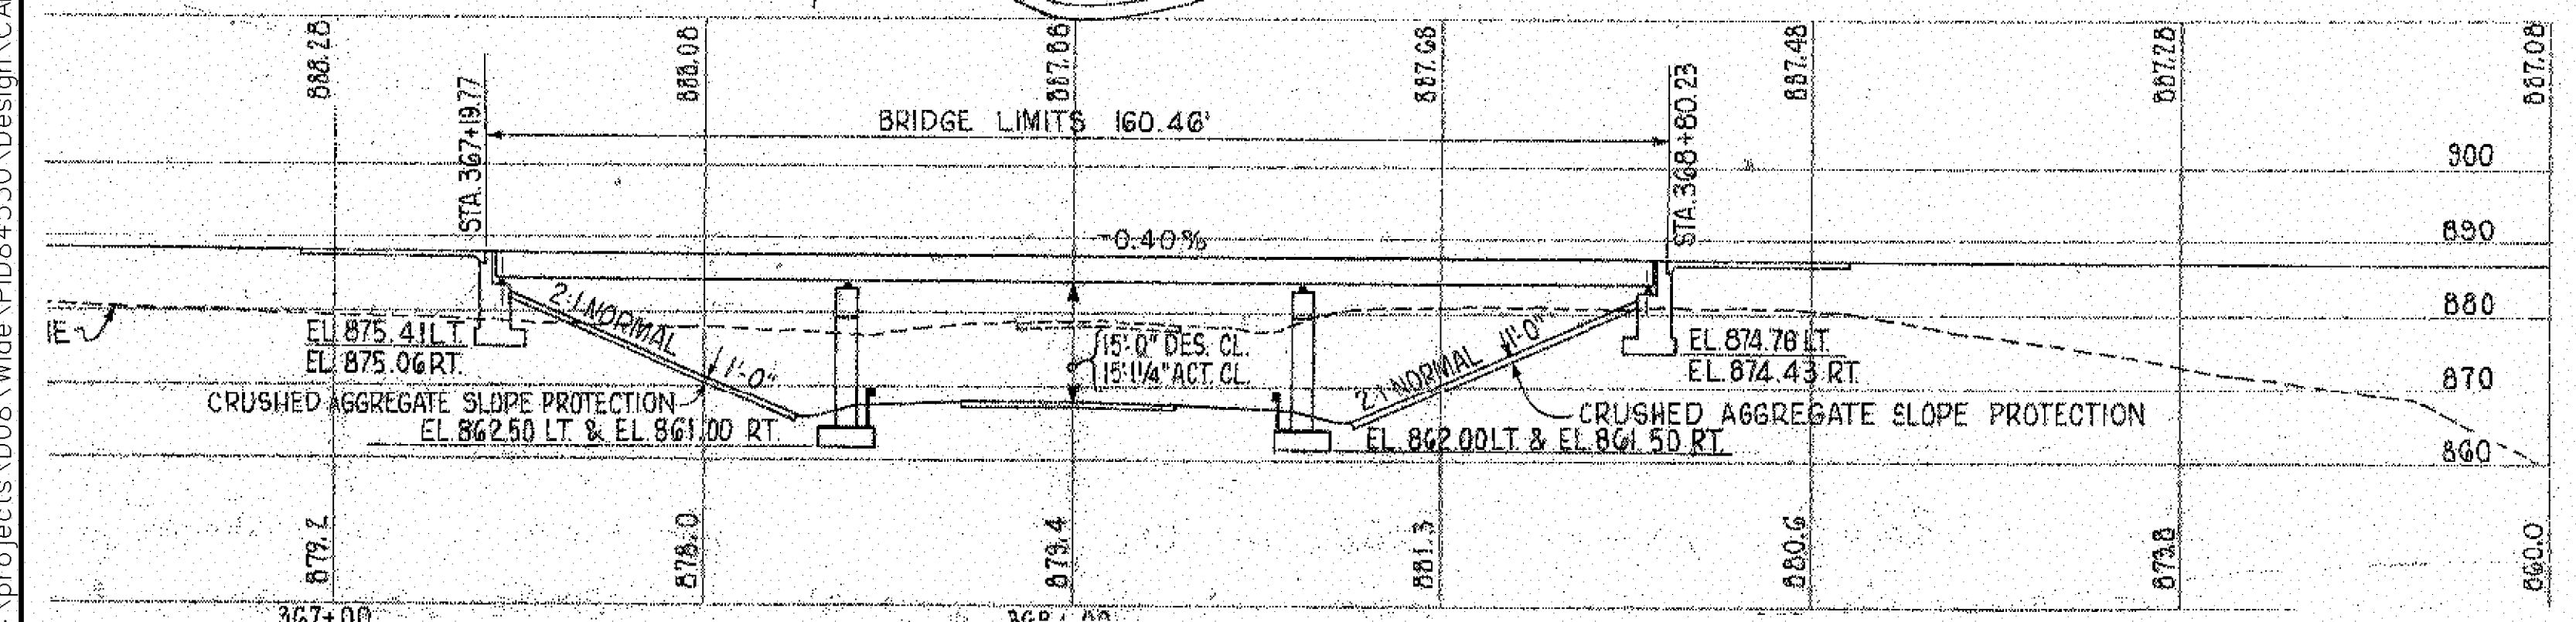 888.28
888.08
887.88
887.68
887.48
887.28
887.08
STA. 367+19.77
BRIDGE LIMITS 160.46'
STA. 368+80.23
900
-0.40%
890
880
2:1 NORMAL
EL. 875.41 LT.
EL. 875.06 RT.
1'-0"
15'-0" DES. CL.
15'-1 1/4" ACT. CL.
2:1 NORMAL
1'-0"
EL. 874.78 LT.
EL. 874.43 RT.
870
CRUSHED AGGREGATE SLOPE PROTECTION
EL. 862.50 LT. & EL. 861.00 RT.
CRUSHED AGGREGATE SLOPE PROTECTION
EL. 862.00 LT. & EL. 861.50 RT.
860
879.2
878.0
879.4
881.3
880.6
873.8
860.0
367+00
368+00